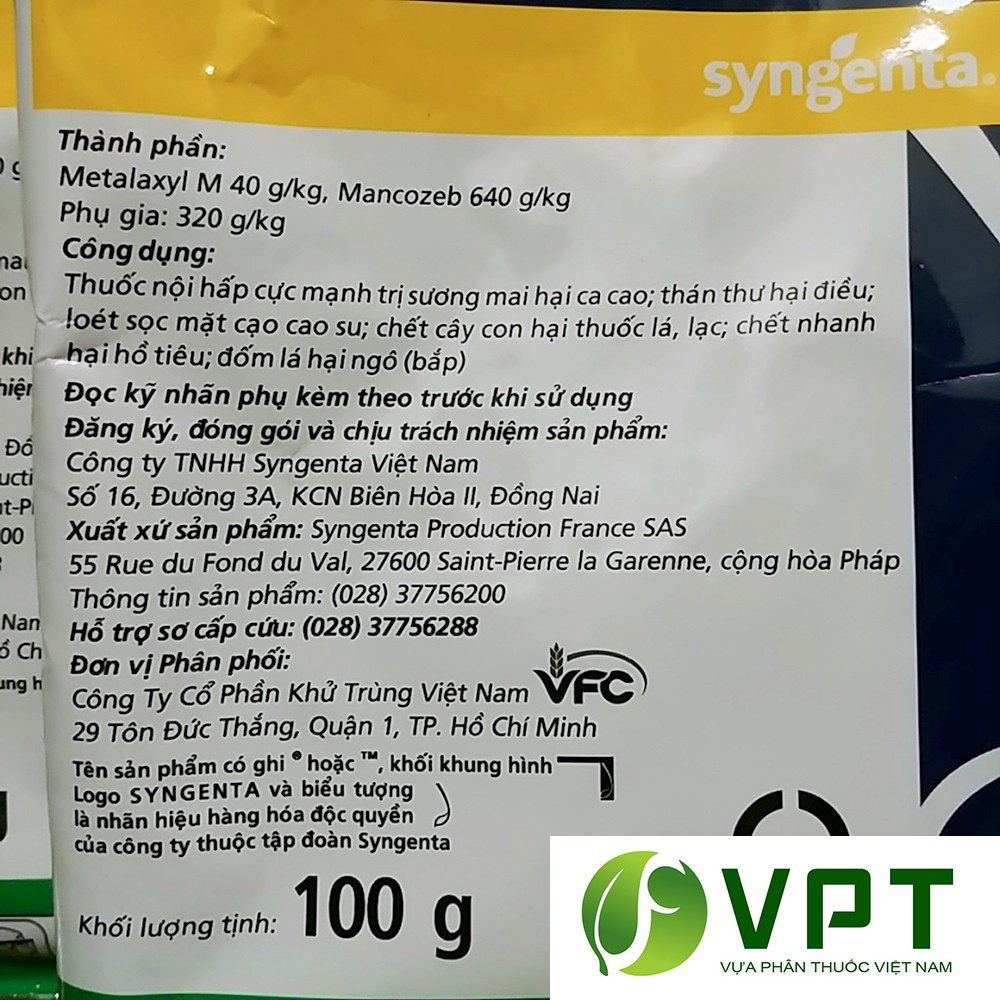 syngenta.
Thành phần:
Metalaxyl M 40 g/kg, Mancozeb 640 g/kg
Phụ gia: 320 g/kg
Công dụng:
Thuốc nội hấp cực mạnh trị sương mai hại ca cao; thán thư hại điều;
loét sọc mặt cạo cao su; chết cây con hại thuốc lá, lạc; chết nhanh
hại hồ tiêu; đốm lá hại ngô (bắp)
Đọc kỹ nhãn phụ kèm theo trước khi sử dụng
Đăng ký, đóng gói và chịu trách nhiệm sản phẩm:
Công ty TNHH Syngenta Việt Nam
Số 16, Đường 3A, KCN Biên Hòa II, Đồng Nai
Xuất xứ sản phẩm: Syngenta Production France SAS
55 Rue du Fond du Val, 27600 Saint-Pierre la Garenne, cộng hòa Pháp
Thông tin sản phẩm: (028) 37756200
Hỗ trợ sơ cấp cứu: (028) 37756288
Đơn vị Phân phối:
Công Ty Cổ Phần Khử Trùng Việt Nam VFC
29 Tôn Đức Thắng, Quận 1, TP. Hồ Chí Minh
Tên sản phẩm có ghi ® hoặc ™, khối khung hình
Logo SYNGENTA và biểu tượng
là nhãn hiệu hàng hóa độc quyền
của công ty thuộc tập đoàn Syngenta
Khối lượng tịnh: 100 g
VPT
VỰA PHÂN THUỐC VIỆT NAM